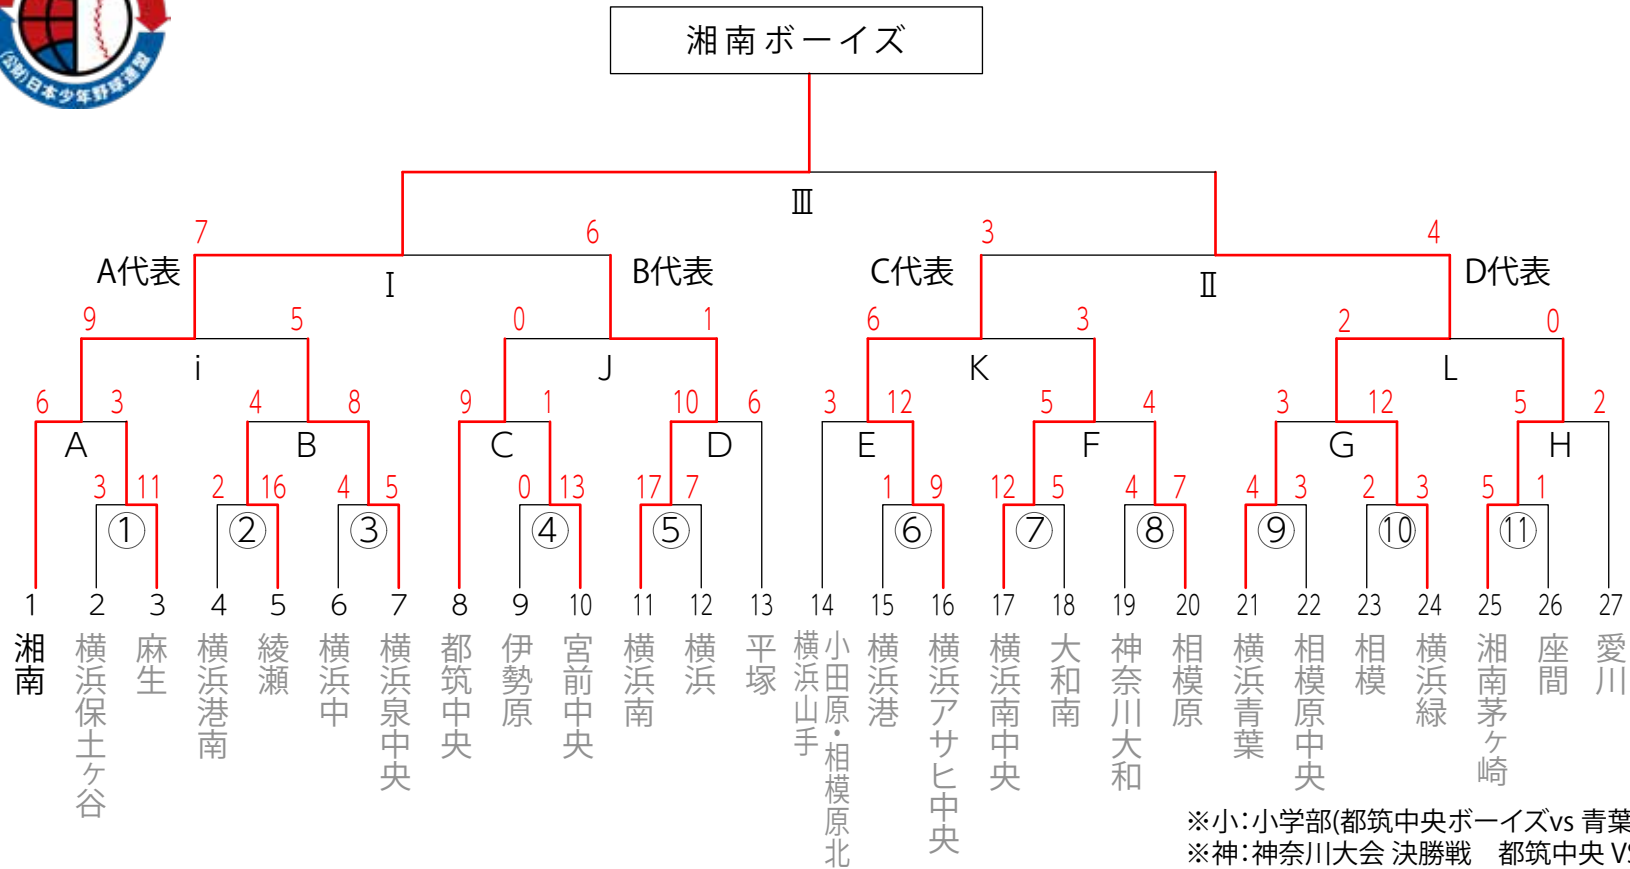 (公財)日本少年野球連盟
湘南ボーイズ
Ⅲ
7 6 3 4
A代表 Ⅰ B代表 C代表 Ⅱ D代表
9 5 0 1 6 3 2 0
i J K L
6 3 4 8 9 1 10 6 3 12 5 4 3 12 5 2
A B C D E F G H
3 11 2 16 4 5 0 13 17 7 1 9 12 5 4 7 4 3 2 3 5 1
① ② ③ ④ ⑤ ⑥ ⑦ ⑧ ⑨ ⑩ ⑪
1 2 3 4 5 6 7 8 9 10 11 12 13 14 15 16 17 18 19 20 21 22 23 24 25 26 27
湘南
横浜保土ヶ谷
麻生
横浜港南
綾瀬
横浜中
横浜泉中央
都筑中央
伊勢原
宮前中央
横浜南
横浜
平塚
小田原・相模原北
横浜山手
横浜港
横浜アサヒ中央
横浜南中央
大和南
神奈川大和
相模原
横浜青葉
相模原中央
相模
横浜緑
湘南茅ヶ崎
座間
愛川
※小:小学部(都筑中央ボーイズvs 青葉
※神:神奈川大会 決勝戦　都筑中央 VS